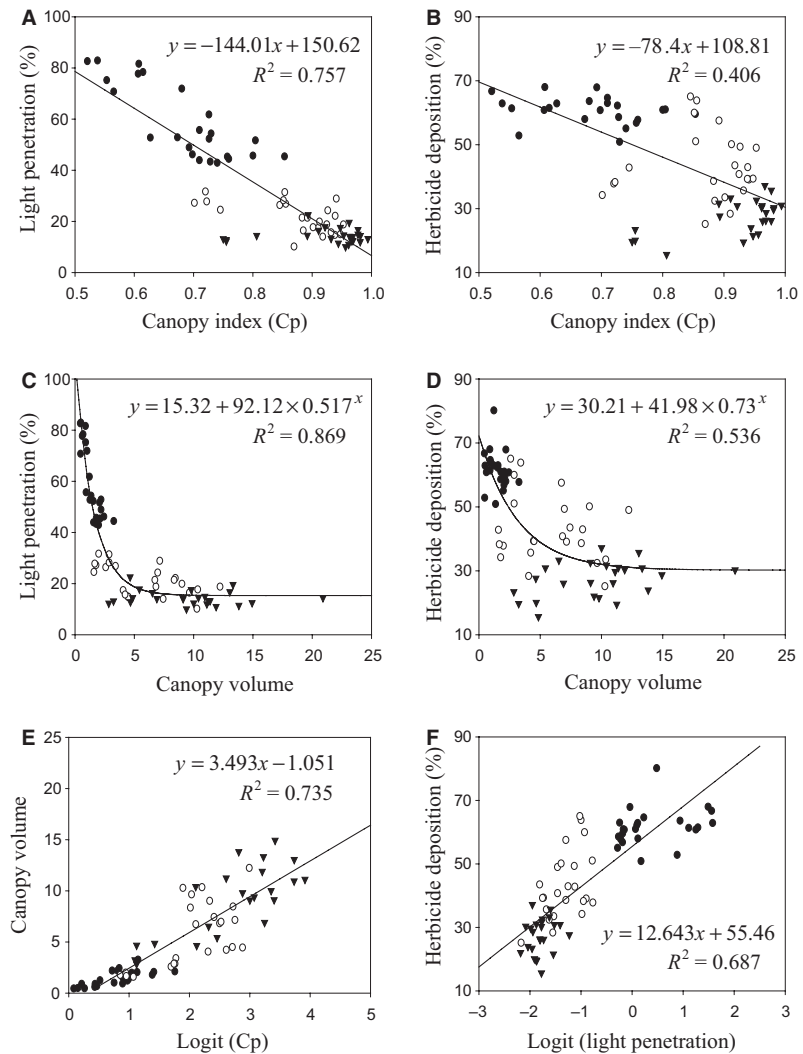 A
y = −144.01x+150.62
R² = 0.757
Light penetration (%)
100
80
60
40
20
0
0.5 0.6 0.7 0.8 0.9 1.0
Canopy index (Cp)
B
y = −78.4x+108.81
R² = 0.406
Herbicide deposition (%)
90
70
50
30
10
0.5 0.6 0.7 0.8 0.9 1.0
Canopy index (Cp)
C
y = 15.32 + 92.12 × 0.517ˣ
R² = 0.869
Light penetration (%)
100
80
60
40
20
0
0 5 10 15 20 25
Canopy volume
D
y = 30.21 + 41.98 × 0.73ˣ
R² = 0.536
Herbicide deposition (%)
90
70
50
30
10
0 5 10 15 20 25
Canopy volume
E
y = 3.493x −1.051
R² = 0.735
Canopy volume
25
20
15
10
5
0
0 1 2 3 4 5
Logit (Cp)
F
Herbicide deposition (%)
90
70
50
30
10
y = 12.643x + 55.46
R² = 0.687
−3 −2 −1 0 1 2 3
Logit (light penetration)